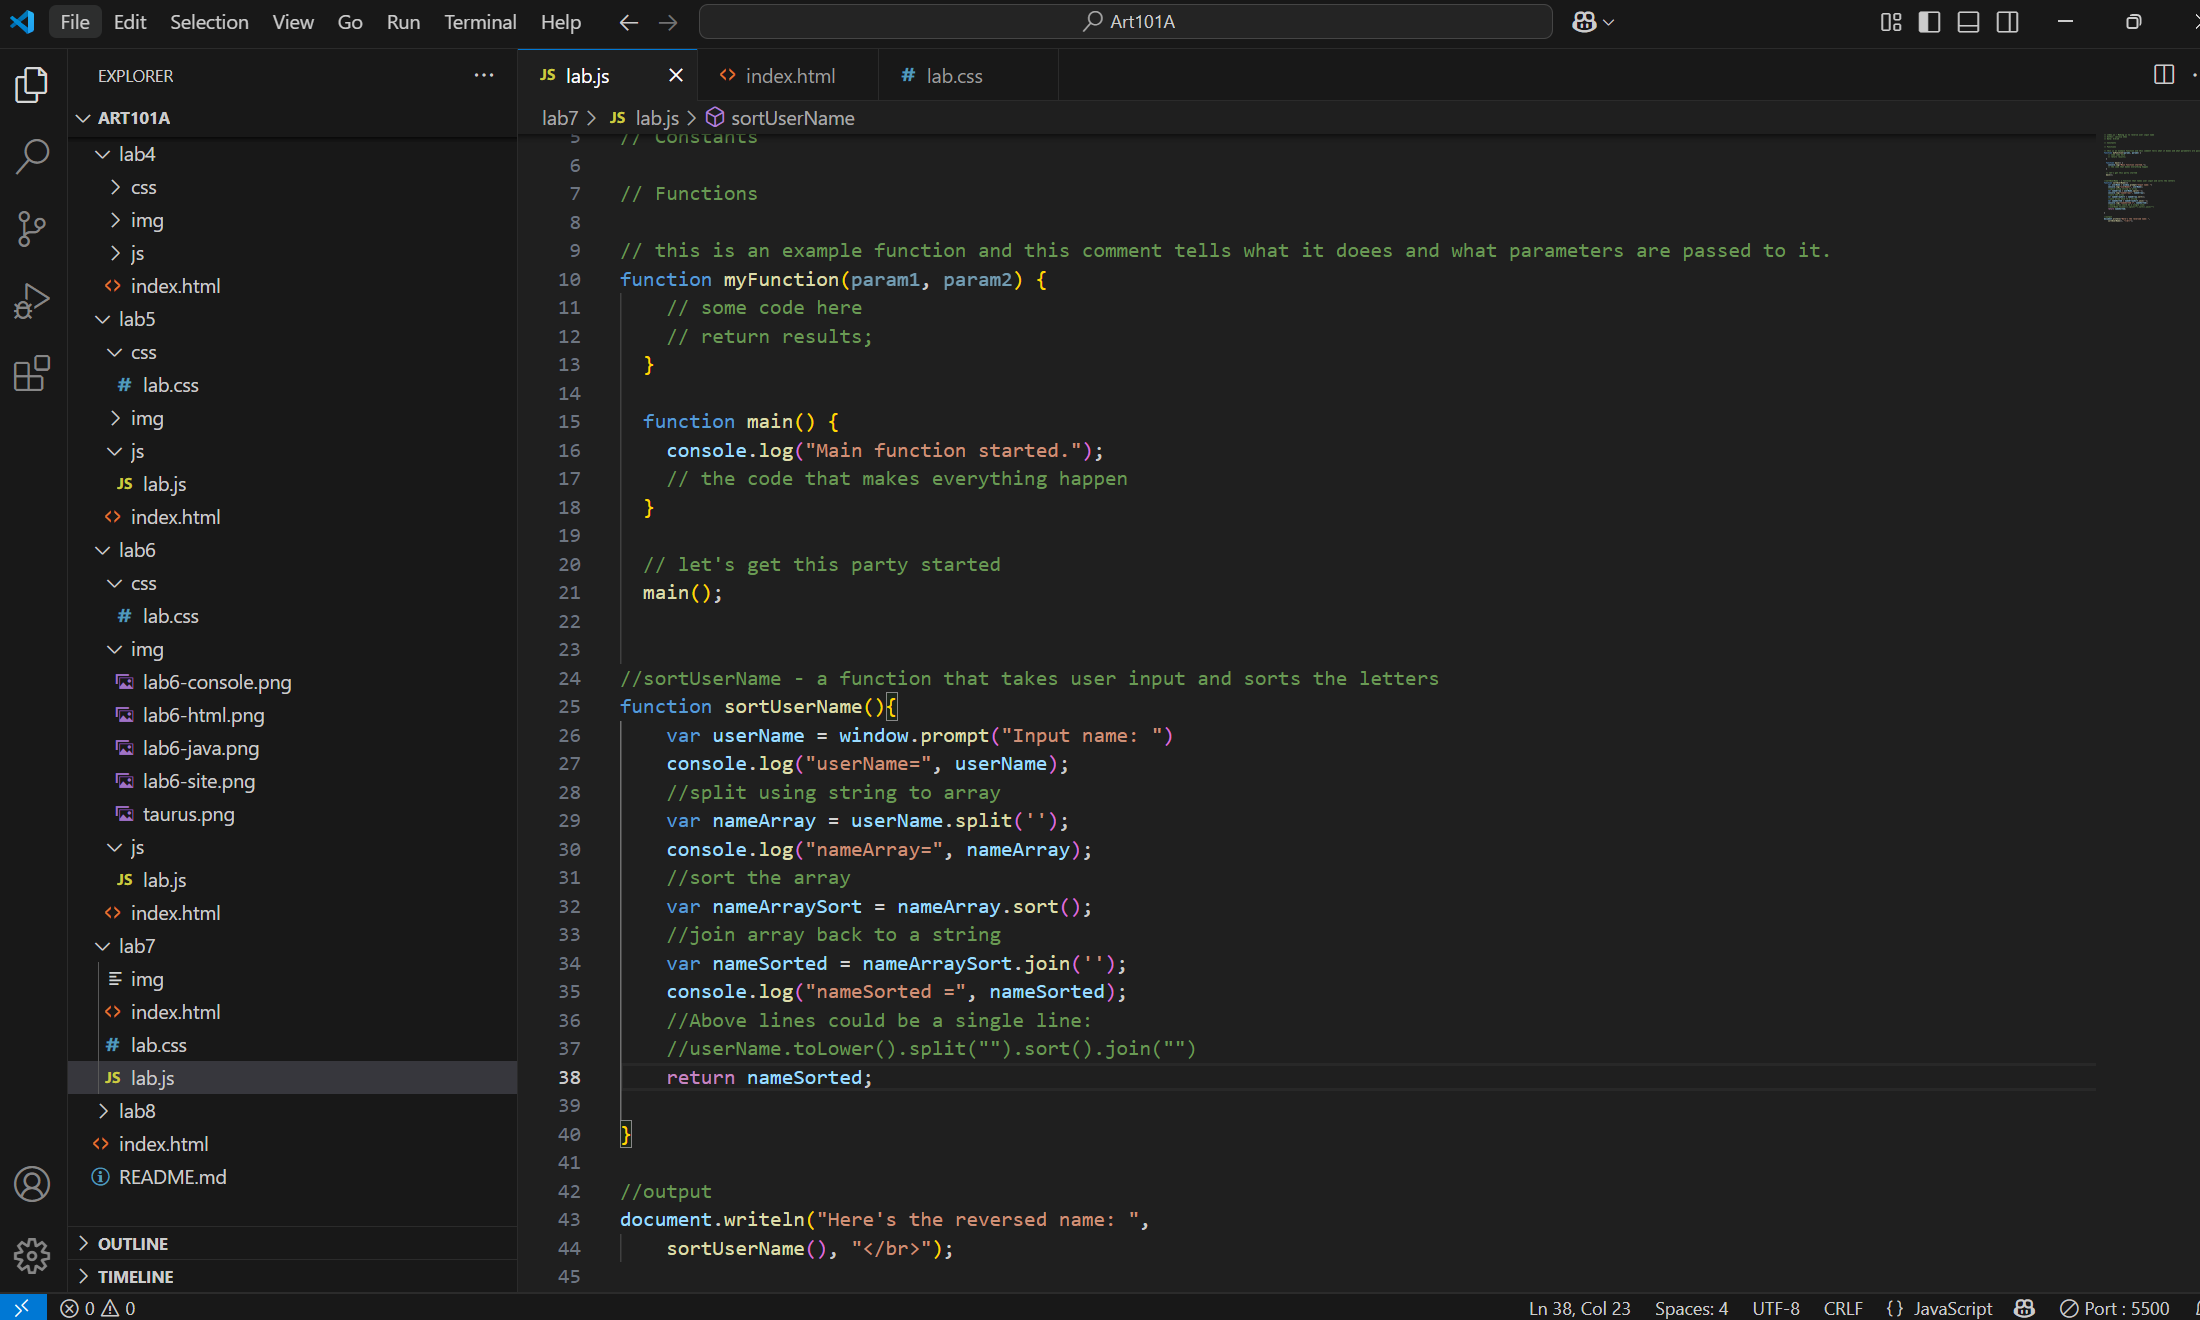 File Edit Selection View Go Run Terminal Help Art101A
EXPLORER
ART101A
lab4
css
img
js
index.html
lab5
css
# lab.css
img
js
JS lab.js
index.html
lab6
css
# lab.css
img
lab6-console.png
lab6-html.png
lab6-java.png
lab6-site.png
taurus.png
js
JS lab.js
index.html
lab7
img
index.html
# lab.css
JS lab.js
lab8
index.html
README.md
OUTLINE
TIMELINE
JS lab.js index.html # lab.css
lab7 > JS lab.js > sortUserName
5 // Constants
6
7 // Functions
8
9 // this is an example function and this comment tells what it doees and what parameters are passed to it.
10 function myFunction(param1, param2) {
11 // some code here
12 // return results;
13 }
14
15 function main() {
16 console.log("Main function started.");
17 // the code that makes everything happen
18 }
19
20 // let's get this party started
21 main();
22
23
24 //sortUserName - a function that takes user input and sorts the letters
25 function sortUserName(){
26 var userName = window.prompt("Input name: ")
27 console.log("userName=", userName);
28 //split using string to array
29 var nameArray = userName.split('');
30 console.log("nameArray=", nameArray);
31 //sort the array
32 var nameArraySort = nameArray.sort();
33 //join array back to a string
34 var nameSorted = nameArraySort.join('');
35 console.log("nameSorted =", nameSorted);
36 //Above lines could be a single line:
37 //userName.toLower().split("").sort().join("")
38 return nameSorted;
39
40 }
41
42 //output
43 document.writeln("Here's the reversed name: ",
44 sortUserName(), "</br>");
45
0 0 Ln 38, Col 23 Spaces: 4 UTF-8 CRLF {} JavaScript Port : 5500